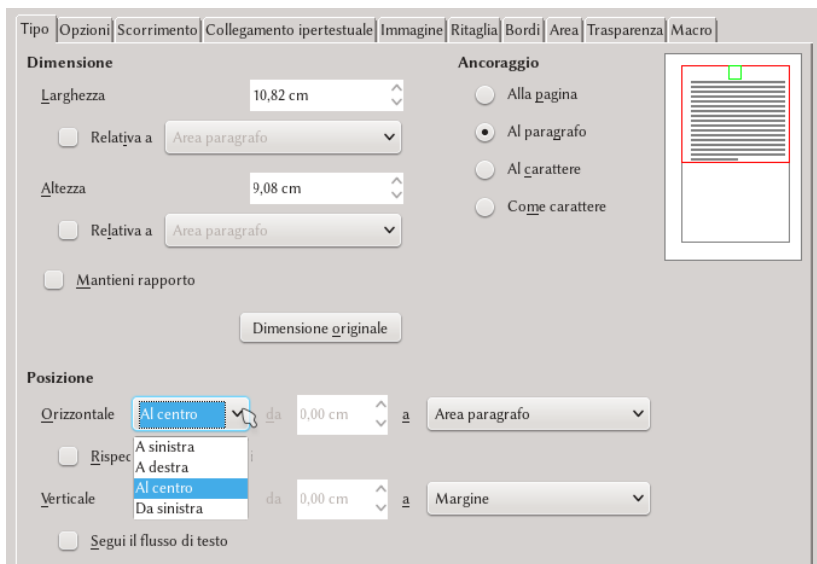 Tipo Opzioni Scorrimento Collegamento ipertestuale Immagine Ritaglia Bordi Area Trasparenza Macro
Dimensione
Larghezza 10,82 cm
Relativa a Area paragrafo
Altezza 9,08 cm
Relativa a Area paragrafo
Mantieni rapporto
Dimensione originale
Ancoraggio
Alla pagina
Al paragrafo
Al carattere
Come carattere
Posizione
Orizzontale Al centro da 0,00 cm a Area paragrafo
A sinistra
A destra
Al centro
Da sinistra
Rispec i
Verticale da 0,00 cm a Margine
Segui il flusso di testo